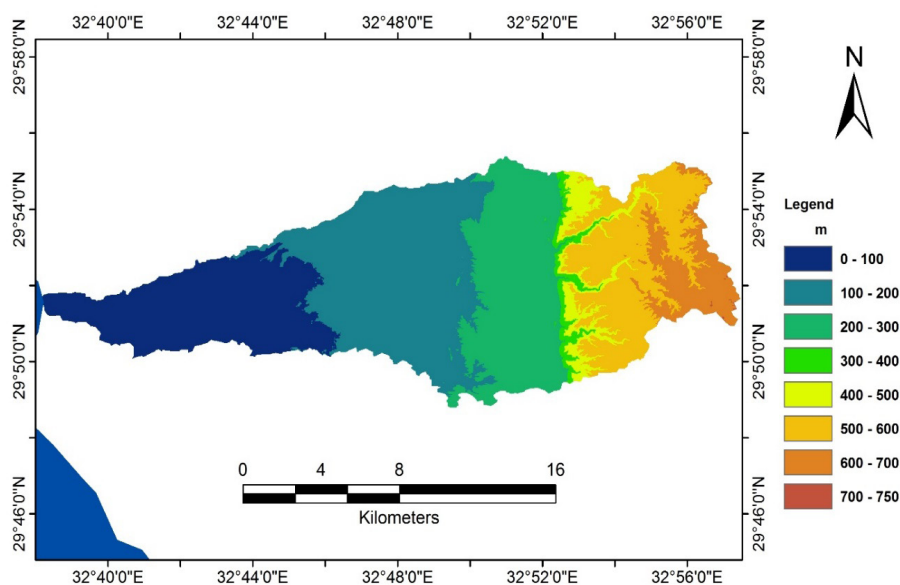 32°40'0"E 32°44'0"E 32°48'0"E 32°52'0"E 32°56'0"E
29°58'0"N 29°58'0"N
N
29°54'0"N 29°54'0"N
Legend
m
0 - 100
100 - 200
200 - 300
300 - 400
400 - 500
500 - 600
600 - 700
700 - 750
29°50'0"N 29°50'0"N
0 4 8 16
Kilometers
29°46'0"N 29°46'0"N
32°40'0"E 32°44'0"E 32°48'0"E 32°52'0"E 32°56'0"E